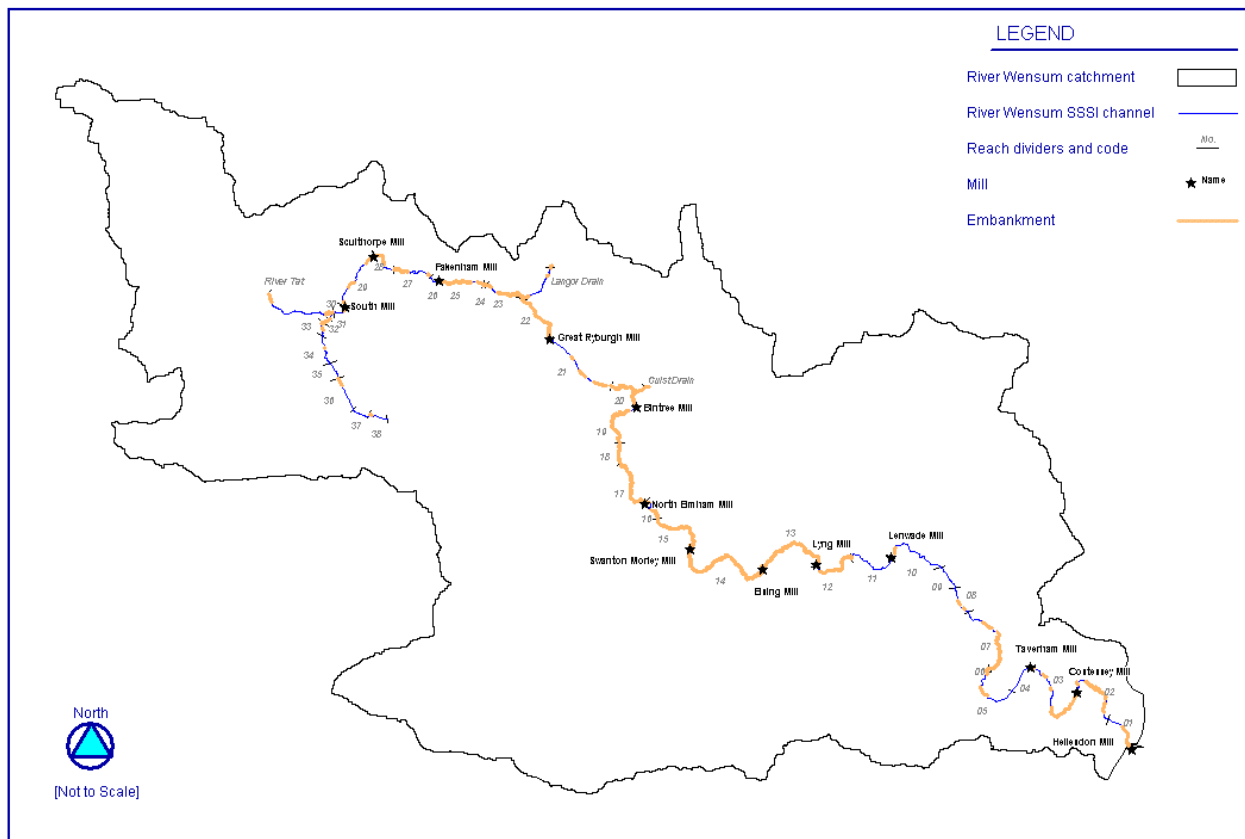 LEGEND
River Wensum catchment
River Wensum SSSI channel
Reach dividers and code No.
Mill Name
Embankment
Sculthorpe Mill
28
Fakenham Mill
River Tat
29
27
26
25
24
23
Langor Drain
30
South Mill
31
33
32
22
Great Ryburgh Mill
34
35
21
36
20
Guist Drain
37
38
Bintree Mill
19
18
17
North Elmham Mill
16
15
13
Lyng Mill
Lenwade Mill
Swanton Morley Mill
14
Elsing Mill
12
11
10
09
08
07
Taverham Mill
06
Costessey Mill
05
04
03
02
01
Hellesdon Mill
North
[Not to Scale]